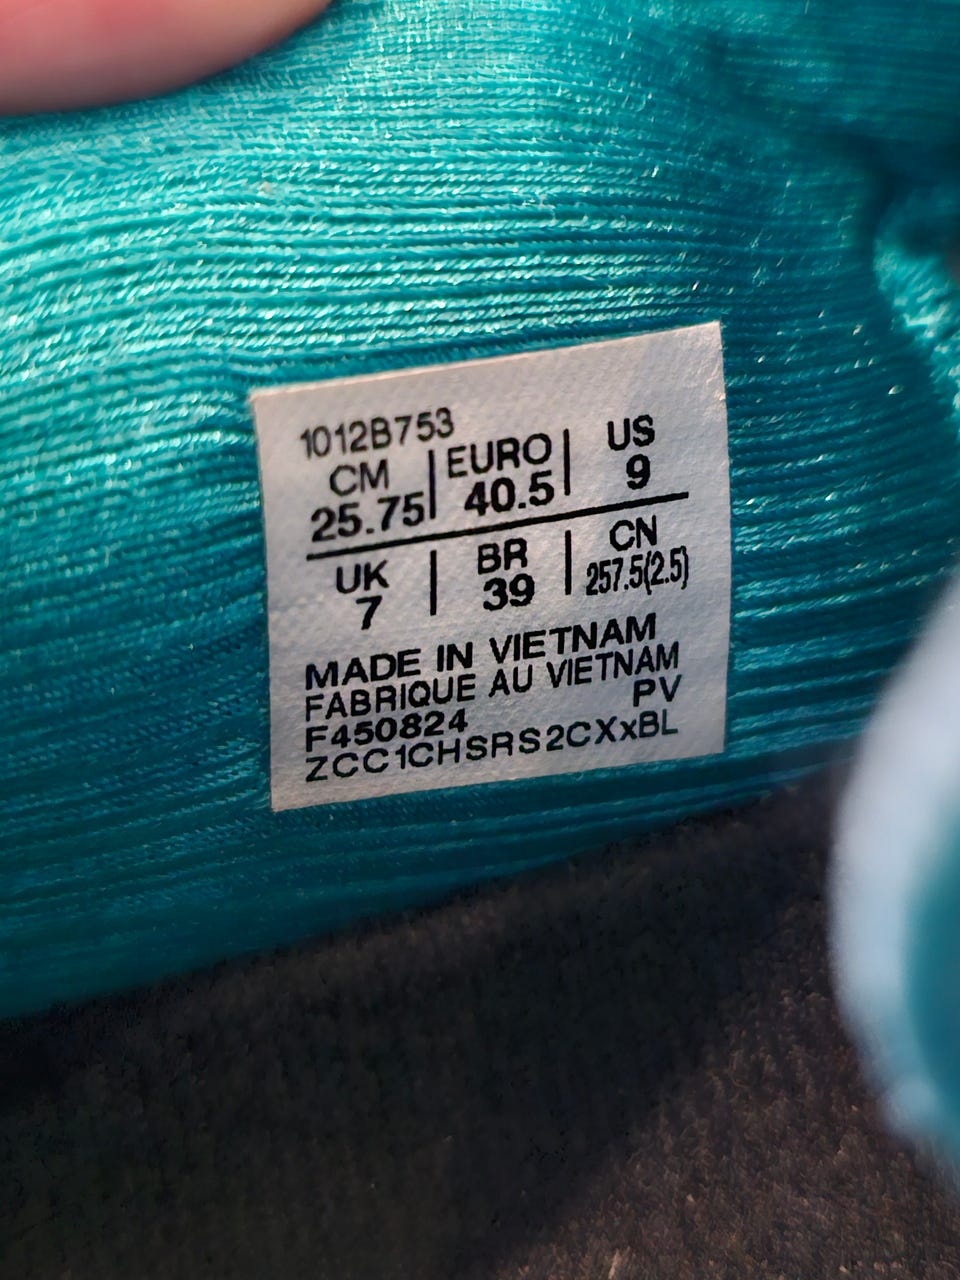 1012B753
CM | EURO | US
25.75 | 40.5 | 9
UK | BR | CN
7 | 39 | 257.5(2.5)
MADE IN VIETNAM
FABRIQUE AU VIETNAM
F450824 PV
ZCC1CHSRS2CXxBL